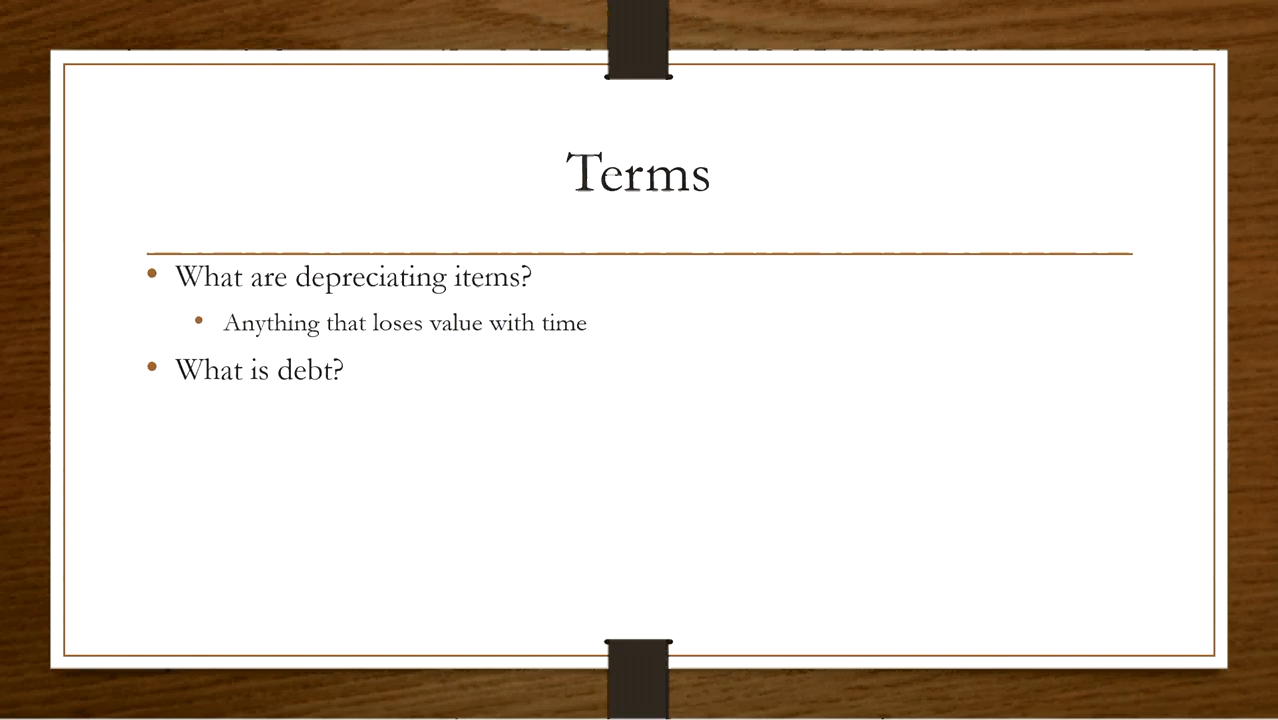 Terms
What are depreciating items?
Anything that loses value with time
What is debt?